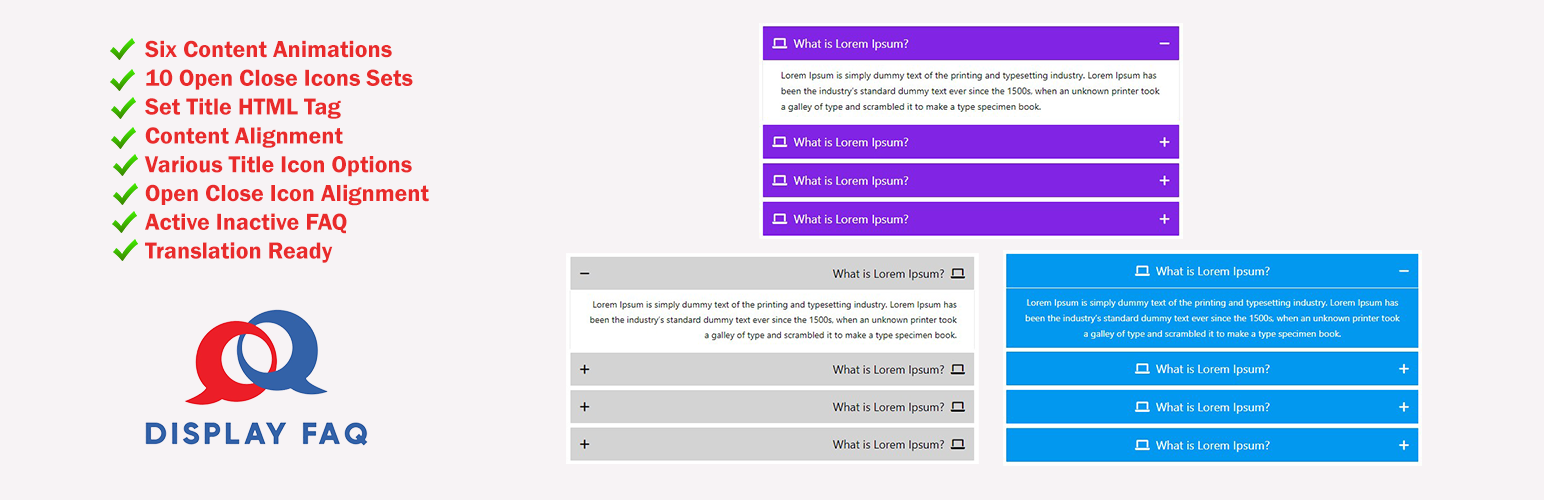 Six Content Animations
10 Open Close Icons Sets
Set Title HTML Tag
Content Alignment
Various Title Icon Options
Open Close Icon Alignment
Active Inactive FAQ
Translation Ready
DISPLAY FAQ
What is Lorem Ipsum?
Lorem Ipsum is simply dummy text of the printing and typesetting industry. Lorem Ipsum has
been the industry's standard dummy text ever since the 1500s, when an unknown printer took
a galley of type and scrambled it to make a type specimen book.
What is Lorem Ipsum?
What is Lorem Ipsum?
What is Lorem Ipsum?
What is Lorem Ipsum?
Lorem Ipsum is simply dummy text of the printing and typesetting industry. Lorem Ipsum has
been the industry's standard dummy text ever since the 1500s, when an unknown printer took
a galley of type and scrambled it to make a type specimen book.
What is Lorem Ipsum?
What is Lorem Ipsum?
What is Lorem Ipsum?
What is Lorem Ipsum?
Lorem Ipsum is simply dummy text of the printing and typesetting industry. Lorem Ipsum has
been the industry's standard dummy text ever since the 1500s, when an unknown printer took
a galley of type and scrambled it to make a type specimen book.
What is Lorem Ipsum?
What is Lorem Ipsum?
What is Lorem Ipsum?